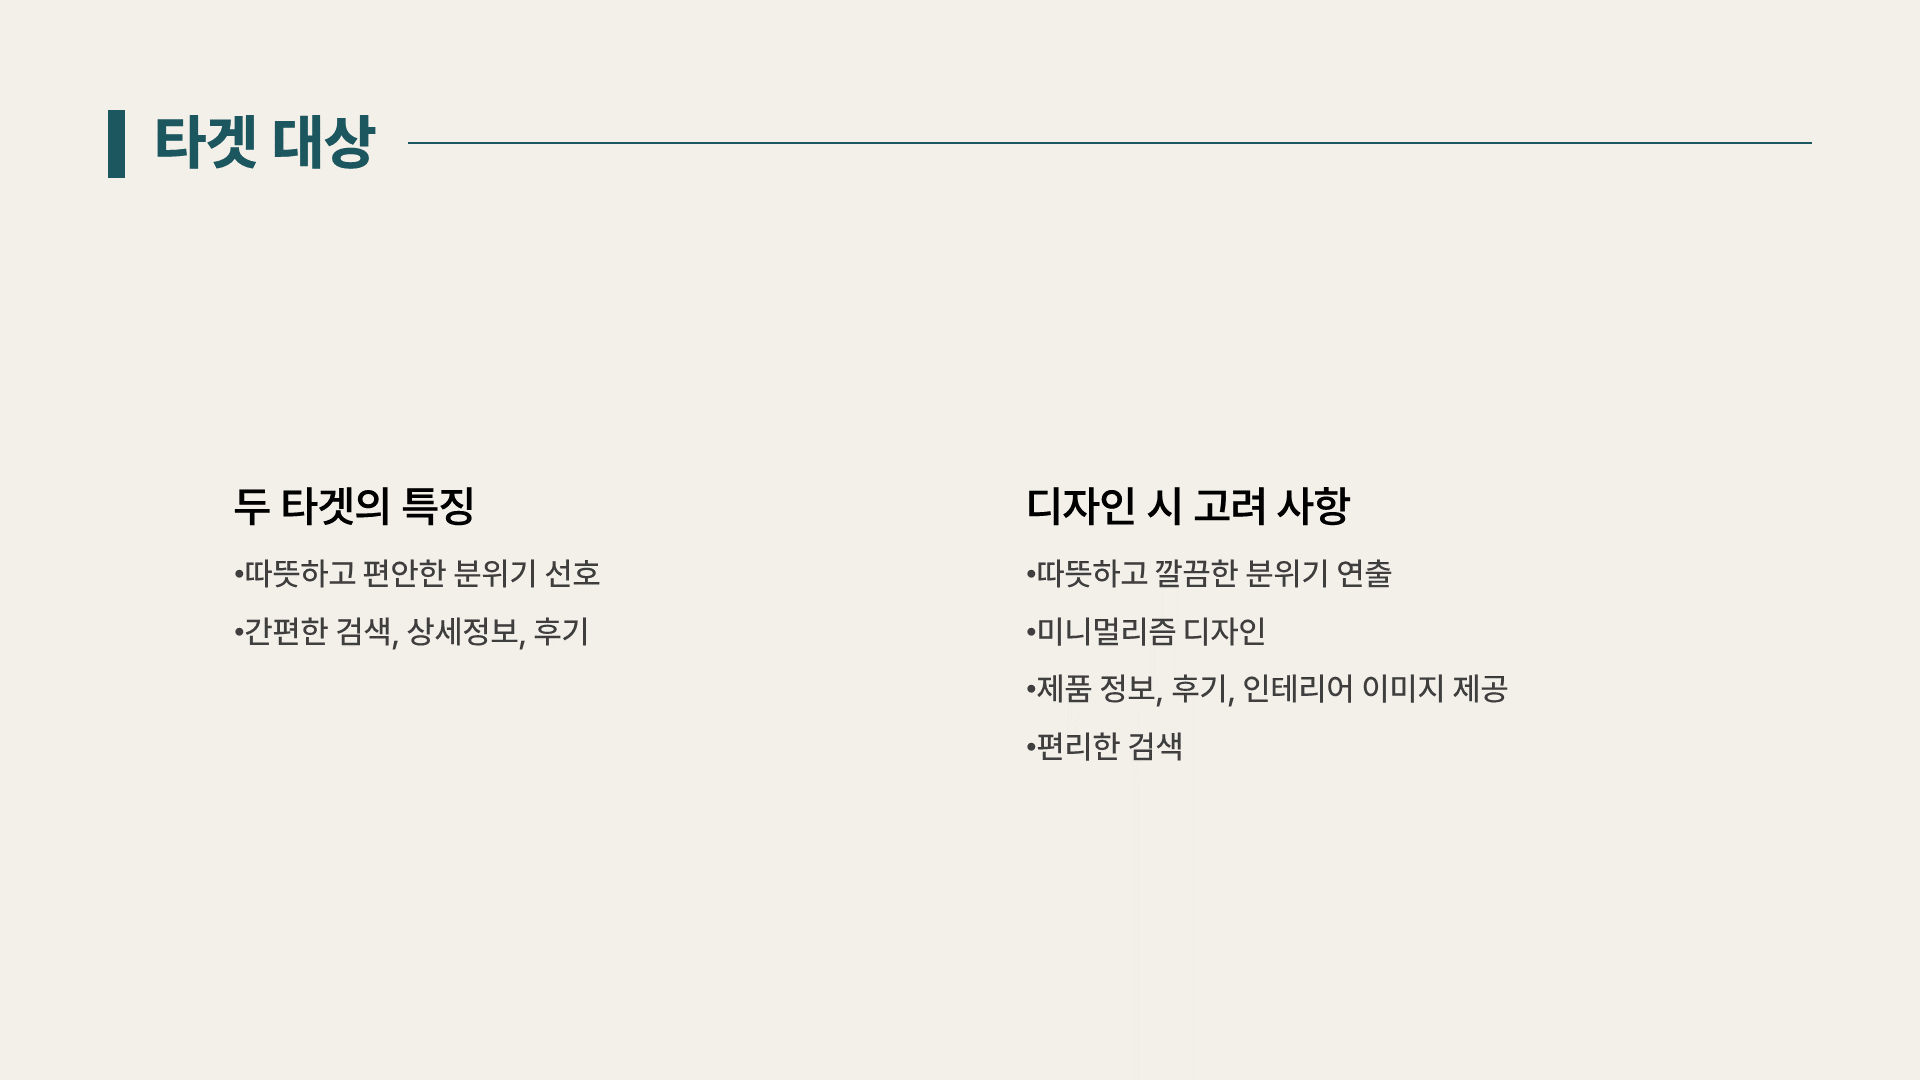 타겟 대상
두 타겟의 특징
•따뜻하고 편안한 분위기 선호
•간편한 검색, 상세정보, 후기
디자인 시 고려 사항
•따뜻하고 깔끔한 분위기 연출
•미니멀리즘 디자인
•제품 정보, 후기, 인테리어 이미지 제공
•편리한 검색